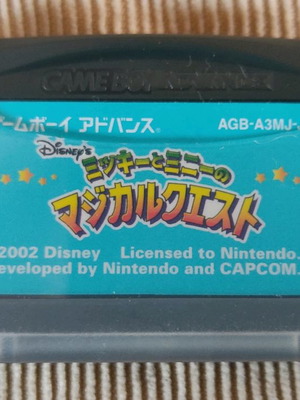 GAME BOY ADVANCE
ームボーイ アドバンス®
AGB-A3MJ-
DISNEY's
ミッキーとミニーの
マジカルクエスト
2002 Disney Licensed to Nintendo.
eveloped by Nintendo and CAPCOM.